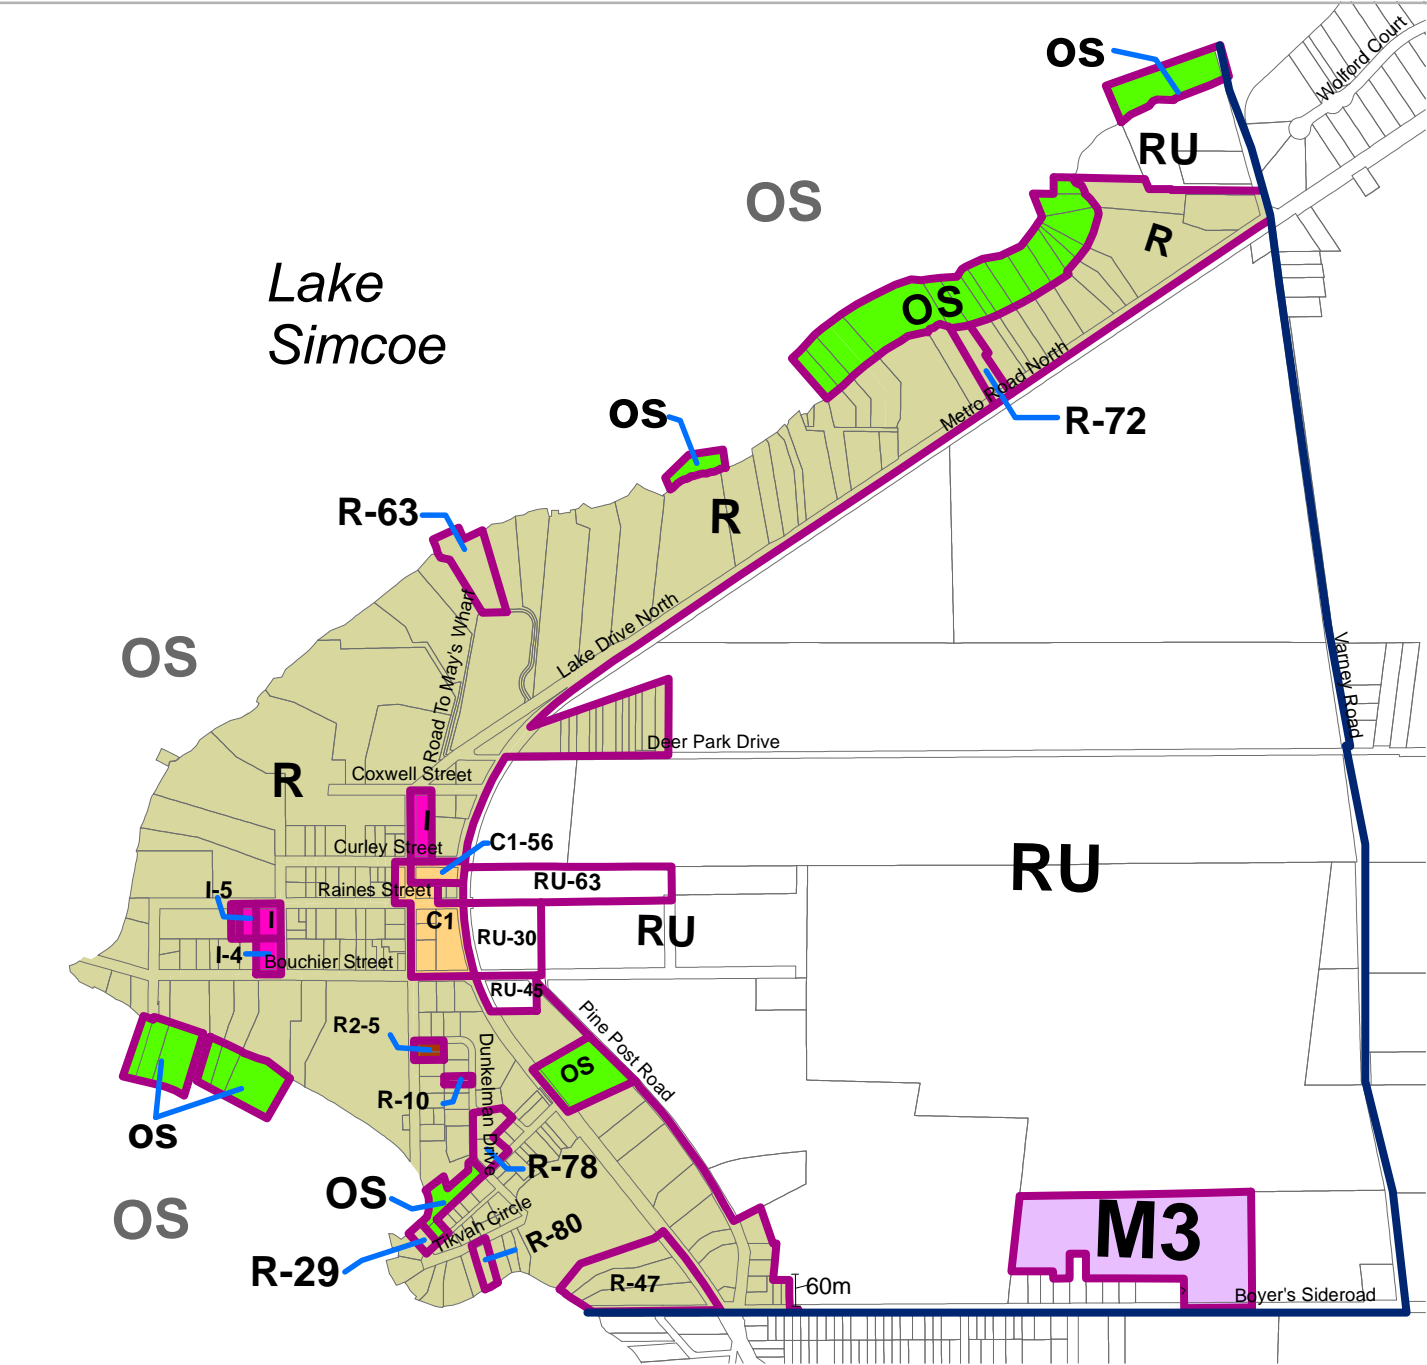 OS
Wolford Court
RU
OS
R
Lake
Simcoe
OS
Metro Road North
R-72
OS
R-63
R
Road To May's Wharf
Lake Drive North
OS
Varney Road
Deer Park Drive
Coxwell Street
R
I
Curley Street
C1-56
RU
I-5
Raines Street
RU-63
I
C1
RU-30
RU
I-4
Bouchier Street
RU-45
R2-5
Dunkelman Drive
OS
Pine Post Road
R-10
OS
R-78
OS
OS
Tikvah Circle
R-80
M3
R-29
R-47
60m
Boyer's Sideroad